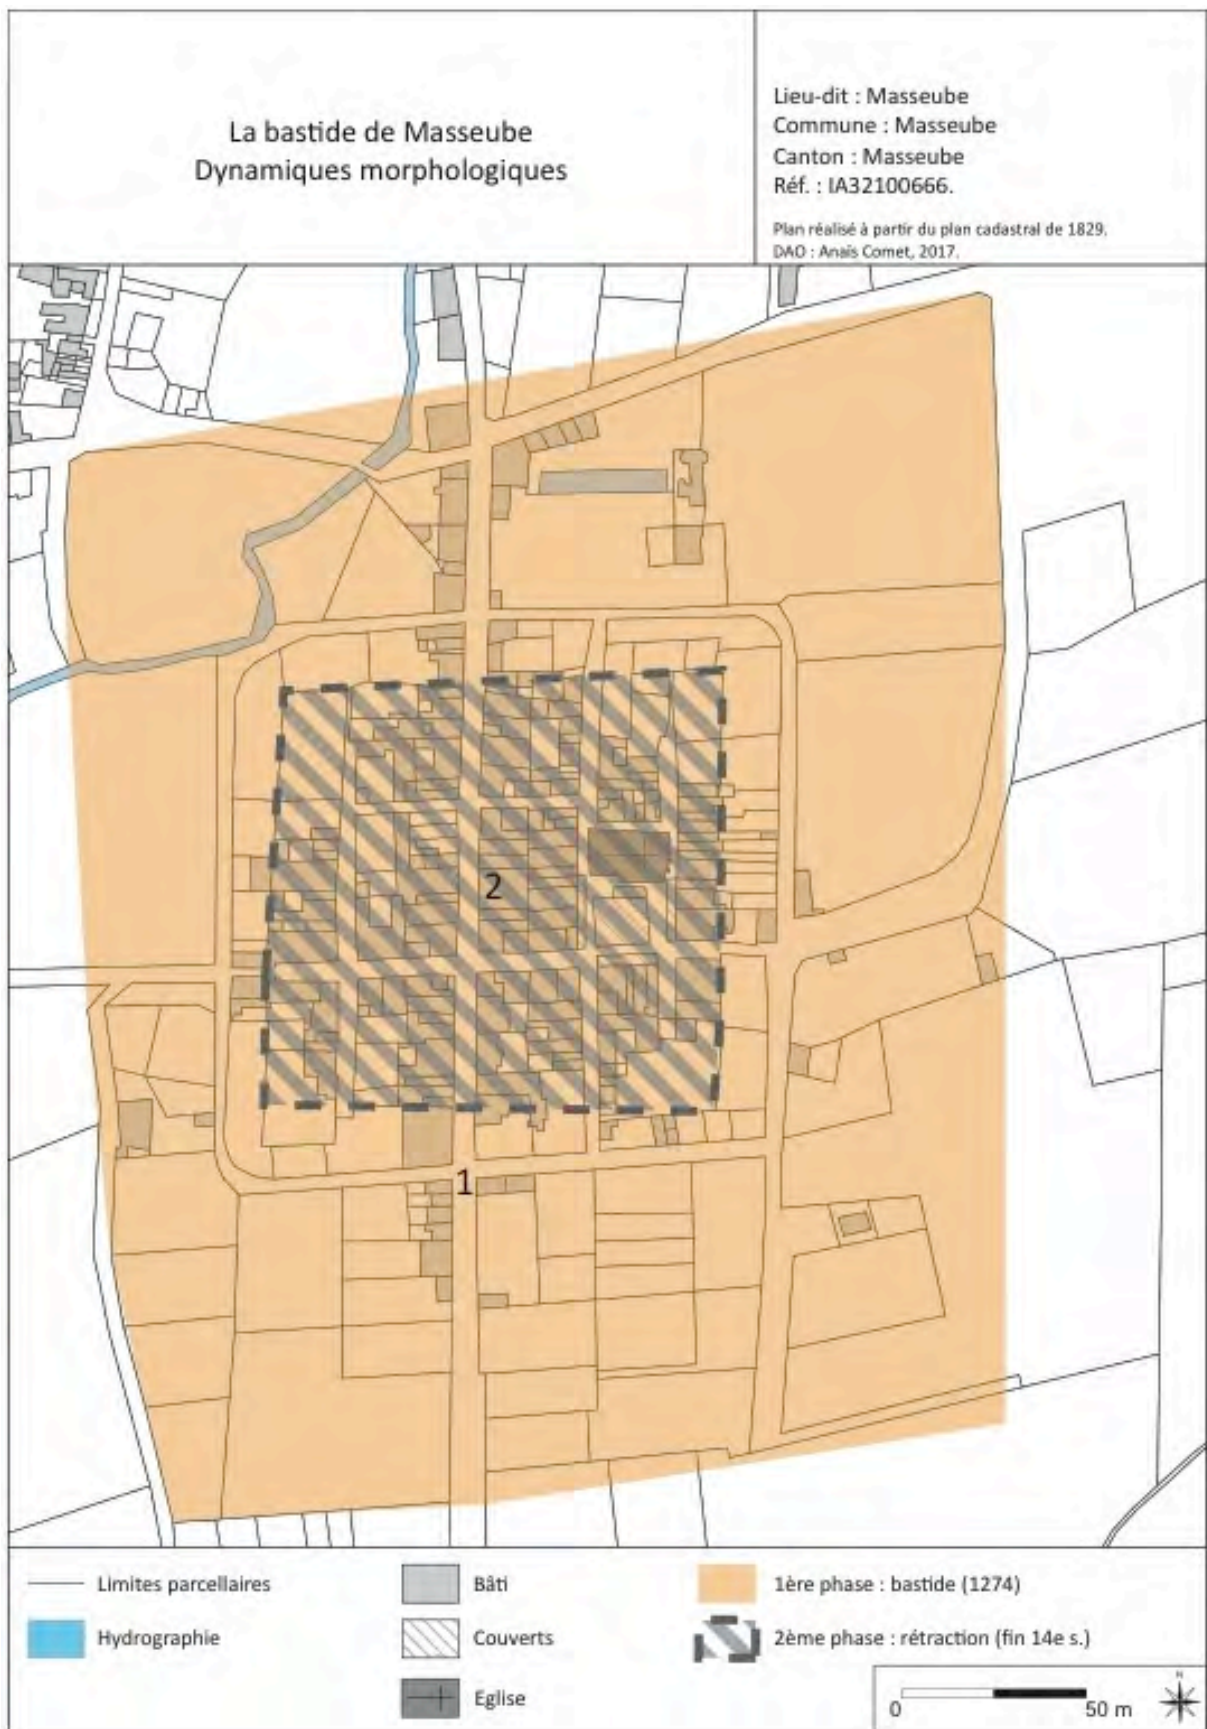 La bastide de Masseube
Dynamiques morphologiques
Lieu-dit : Masseube
Commune : Masseube
Canton : Masseube
Réf. : IA32100666.
Plan réalisé à partir du plan cadastral de 1829.
DAO : Anaïs Comet, 2017.
2
1
Limites parcellaires
Hydrographie
Bâti
Couverts
Eglise
1ère phase : bastide (1274)
2ème phase : rétraction (fin 14e s.)
0 50 m
N